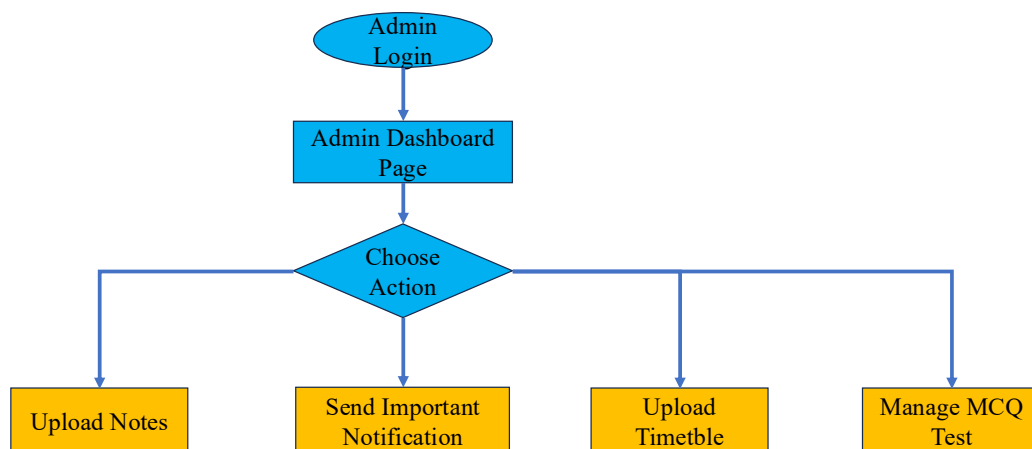 Admin
Login
Admin Dashboard
Page
Choose
Action
Upload Notes
Send Important
Notification
Upload
Timetble
Manage MCQ
Test